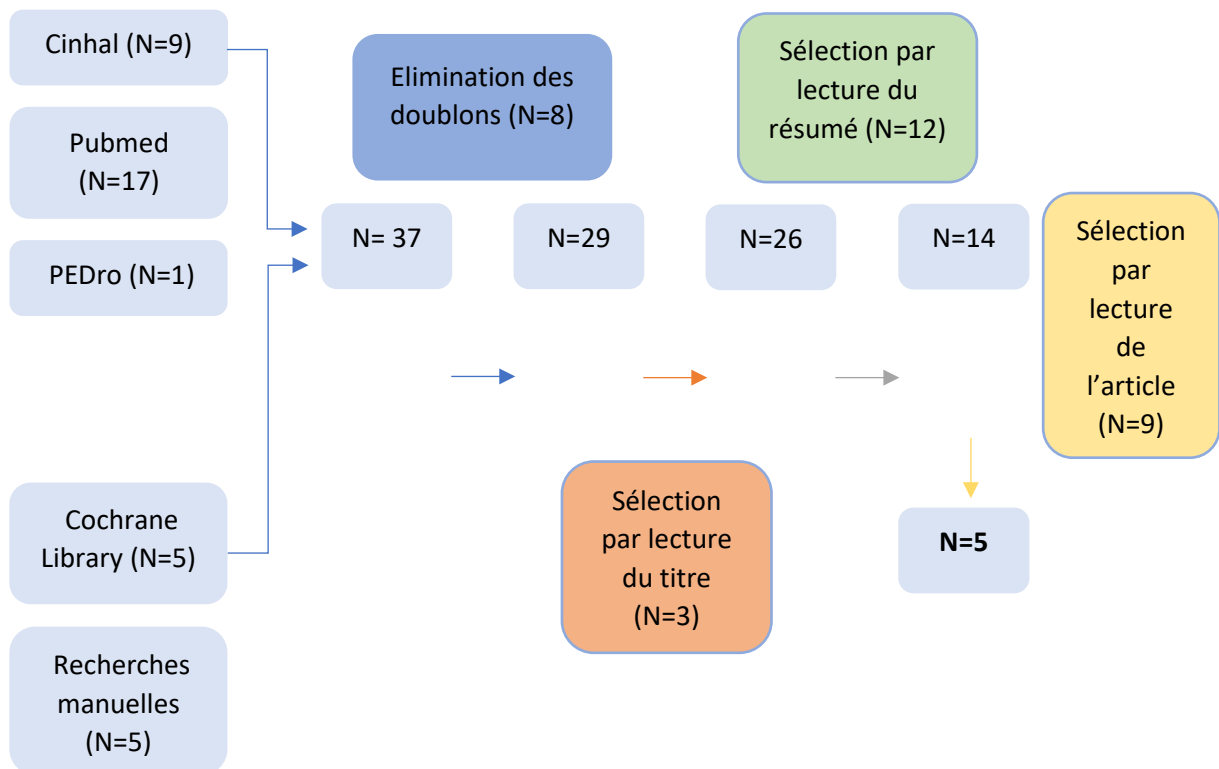 Cinhal (N=9)
Pubmed
(N=17)
PEDro (N=1)
Cochrane
Library (N=5)
Recherches
manuelles
(N=5)
Elimination des
doublons (N=8)
Sélection par
lecture du
résumé (N=12)
N= 37
N=29
N=26
N=14
Sélection
par
lecture
de
l’article
(N=9)
Sélection
par lecture
du titre
(N=3)
N=5